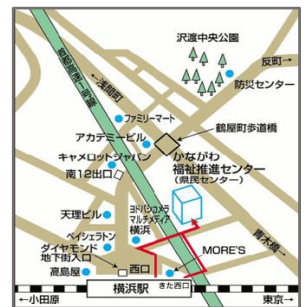 沢渡中央公園
反町→
防災センター
首都高速三ツ沢線
←浅間町
ファミリーマート
鶴屋町歩道橋
アカデミービル
かながわ
福祉推進センター
(県民センター)
キャメロットジャパン
南12出口
天理ビル
ヨドバシカメラ
マルチメディア
横浜
ベイシェラトン
青木橋→
ダイヤモンド
地下街入口
MORE'S
高島屋
西口
きた西口
横浜駅
←小田原
東京→